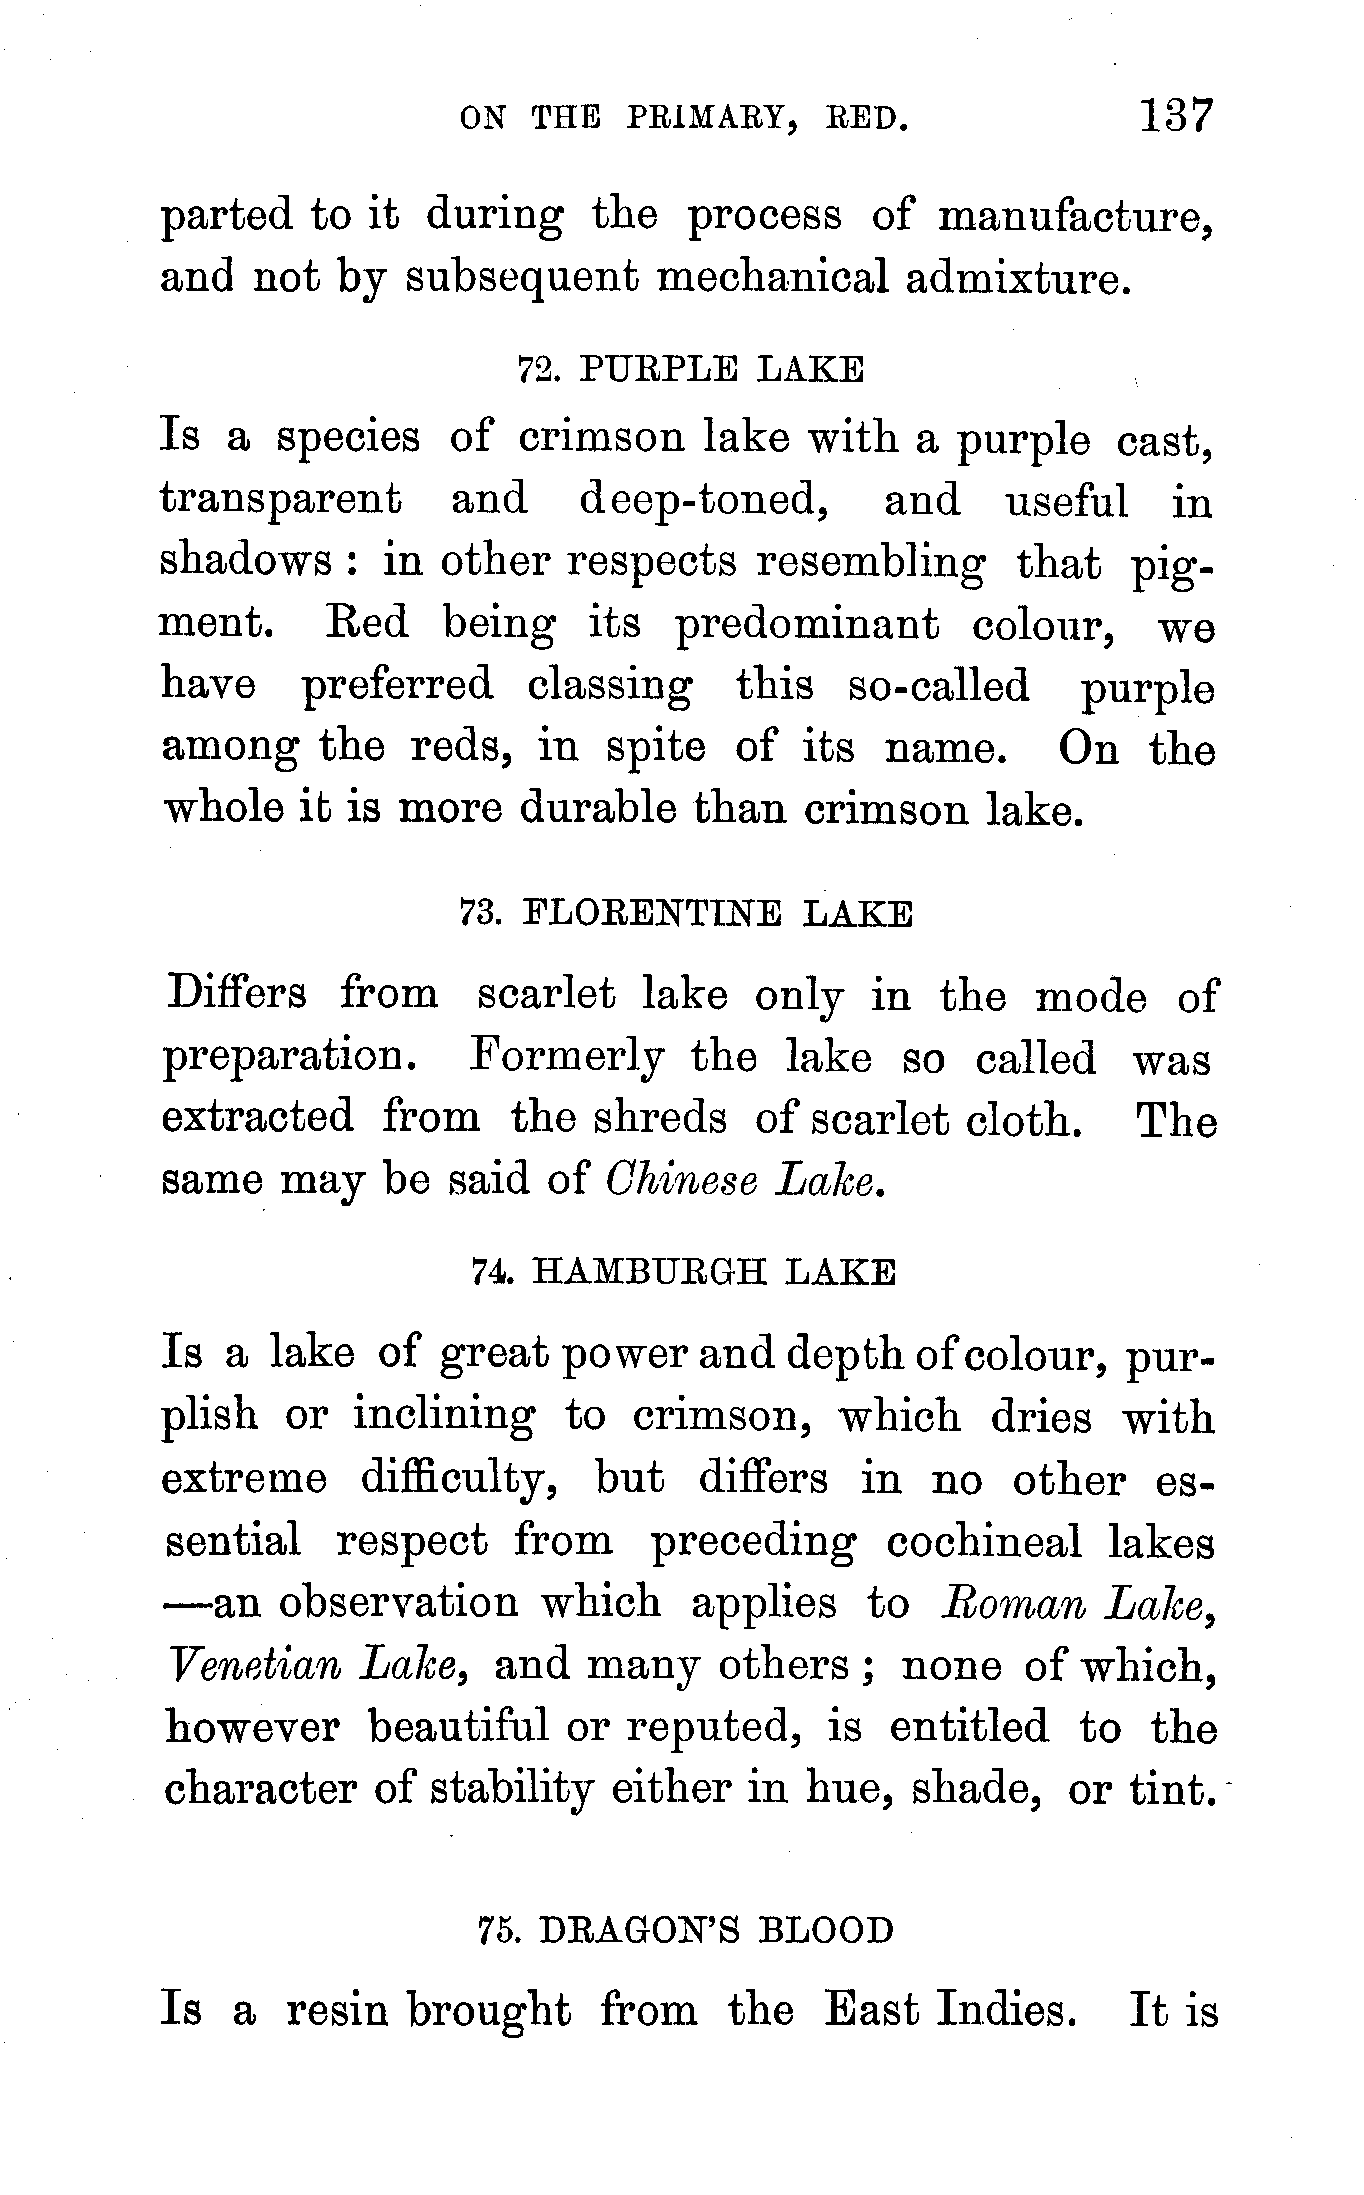 ON THE PRIMARY, RED. 137
parted to it during the process of manufacture,
and not by subsequent mechanical admixture.
72. PURPLE LAKE
Is a species of crimson lake with a purple cast,
transparent and deep-toned, and useful in
shadows : in other respects resembling that pig-
ment. Red being its predominant colour, we
have preferred classing this so-called purple
among the reds, in spite of its name. On the
whole it is more durable than crimson lake.
73. FLORENTINE LAKE
Differs from scarlet lake only in the mode of
preparation. Formerly the lake so called was
extracted from the shreds of scarlet cloth. The
same may be said of Chinese Lake.
74. HAMBURGH LAKE
Is a lake of great power and depth of colour, pur-
plish or inclining to crimson, which dries with
extreme difficulty, but differs in no other es-
sential respect from preceding cochineal lakes
—an observation which applies to Roman Lake,
Venetian Lake, and many others ; none of which,
however beautiful or reputed, is entitled to the
character of stability either in hue, shade, or tint.
75. DRAGON'S BLOOD
Is a resin brought from the East Indies. It is